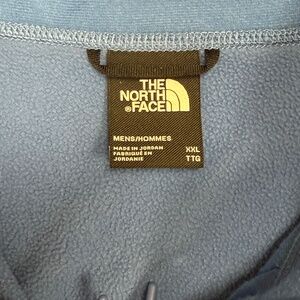 THE
NORTH
FACE
MENS/HOMMES
MADE IN JORDAN XXL
FABRIQUÉ EN TTG
JORDANIE